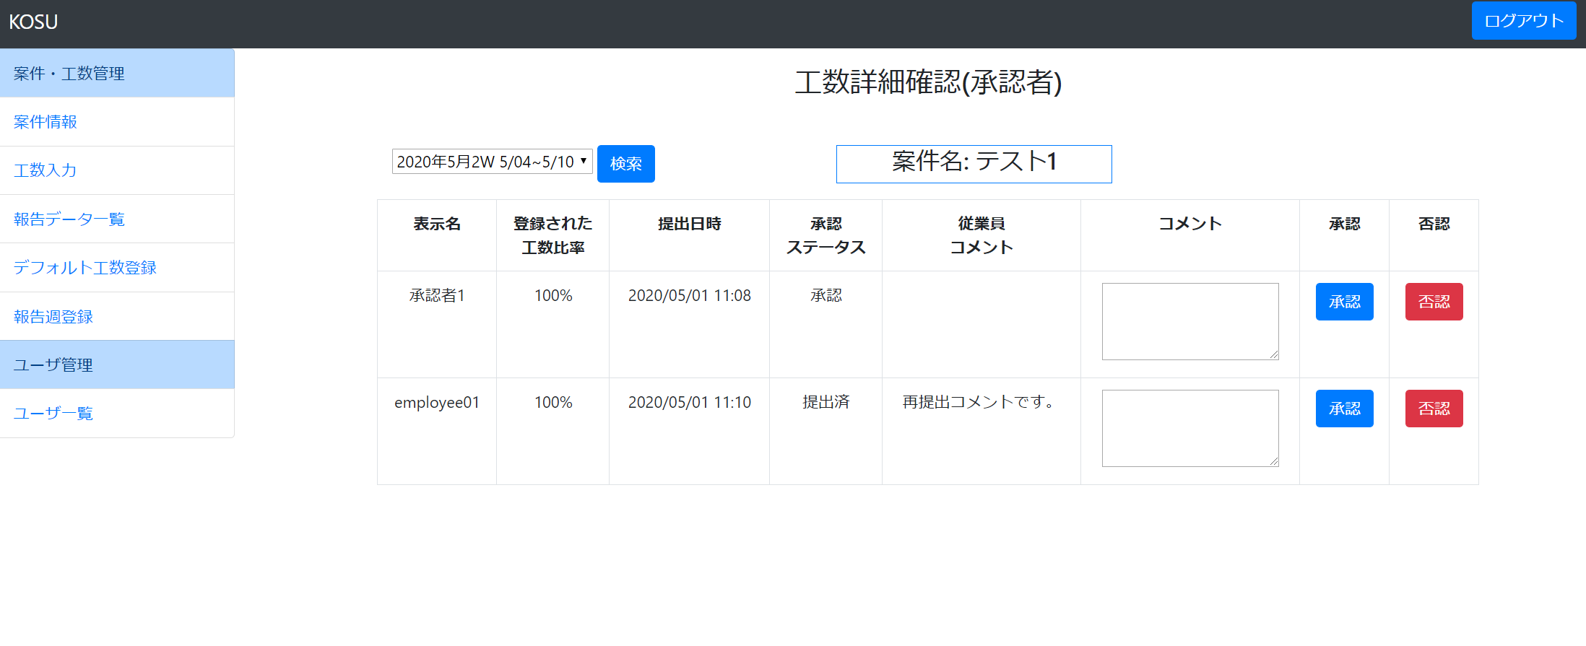 KOSU
ログアウト
案件・工数管理
案件情報
工数入力
報告データ一覧
デフォルト工数登録
報告週登録
ユーザ管理
ユーザ一覧
工数詳細確認(承認者)
2020年5月2W 5/04~5/10
検索
案件名: テスト1
表示名
登録された
工数比率
提出日時
承認
ステータス
従業員
コメント
コメント
承認
否認
承認者1
100%
2020/05/01 11:08
承認
承認
否認
employee01
100%
2020/05/01 11:10
提出済
再提出コメントです。
承認
否認